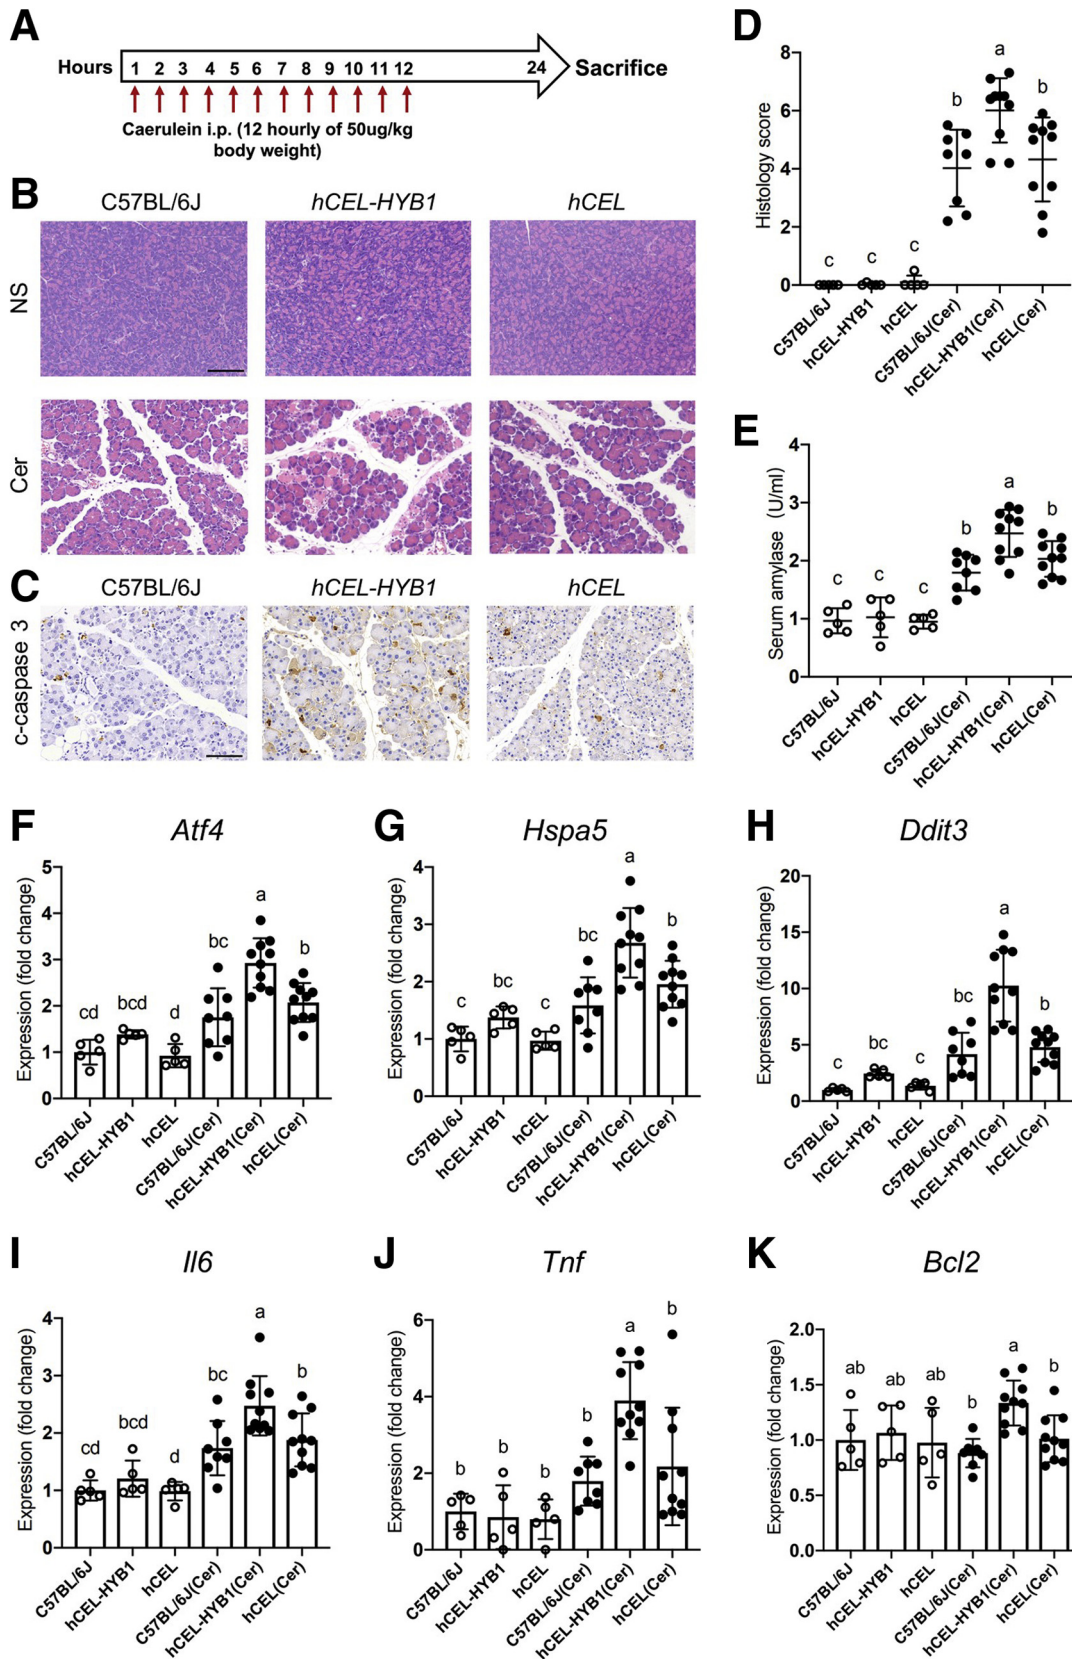 A
Hours 1 2 3 4 5 6 7 8 9 10 11 12 24 Sacrifice
Caerulein i.p. (12 hourly of 50ug/kg
body weight)
B
C57BL/6J hCEL-HYB1 hCEL
NS
Cer
C
C57BL/6J hCEL-HYB1 hCEL
c-caspase 3
D
Histology score
8
6
4
2
0
c c c b a b
C57BL/6J hCEL-HYB1 hCEL C57BL/6J(Cer) hCEL-HYB1(Cer) hCEL(Cer)
E
Serum amylase (U/ml)
4
3
2
1
0
c c c b a b
C57BL/6J hCEL-HYB1 hCEL C57BL/6J(Cer) hCEL-HYB1(Cer) hCEL(Cer)
F
Atf4
Expression (fold change)
5
4
3
2
1
0
cd bcd d bc a b
C57BL/6J hCEL-HYB1 hCEL C57BL/6J(Cer) hCEL-HYB1(Cer) hCEL(Cer)
G
Hspa5
Expression (fold change)
4
3
2
1
0
c bc c bc a b
C57BL/6J hCEL-HYB1 hCEL C57BL/6J(Cer) hCEL-HYB1(Cer) hCEL(Cer)
H
Ddit3
Expression (fold change)
20
15
10
5
0
c bc c bc a b
C57BL/6J hCEL-HYB1 hCEL C57BL/6J(Cer) hCEL-HYB1(Cer) hCEL(Cer)
I
Il6
Expression (fold change)
4
3
2
1
0
cd bcd d bc a b
C57BL/6J hCEL-HYB1 hCEL C57BL/6J(Cer) hCEL-HYB1(Cer) hCEL(Cer)
J
Tnf
Expression (fold change)
6
4
2
0
b b b b a b
C57BL/6J hCEL-HYB1 hCEL C57BL/6J(Cer) hCEL-HYB1(Cer) hCEL(Cer)
K
Bcl2
Expression (fold change)
2.0
1.5
1.0
0.5
0.0
ab ab ab b a b
C57BL/6J hCEL-HYB1 hCEL C57BL/6J(Cer) hCEL-HYB1(Cer) hCEL(Cer)